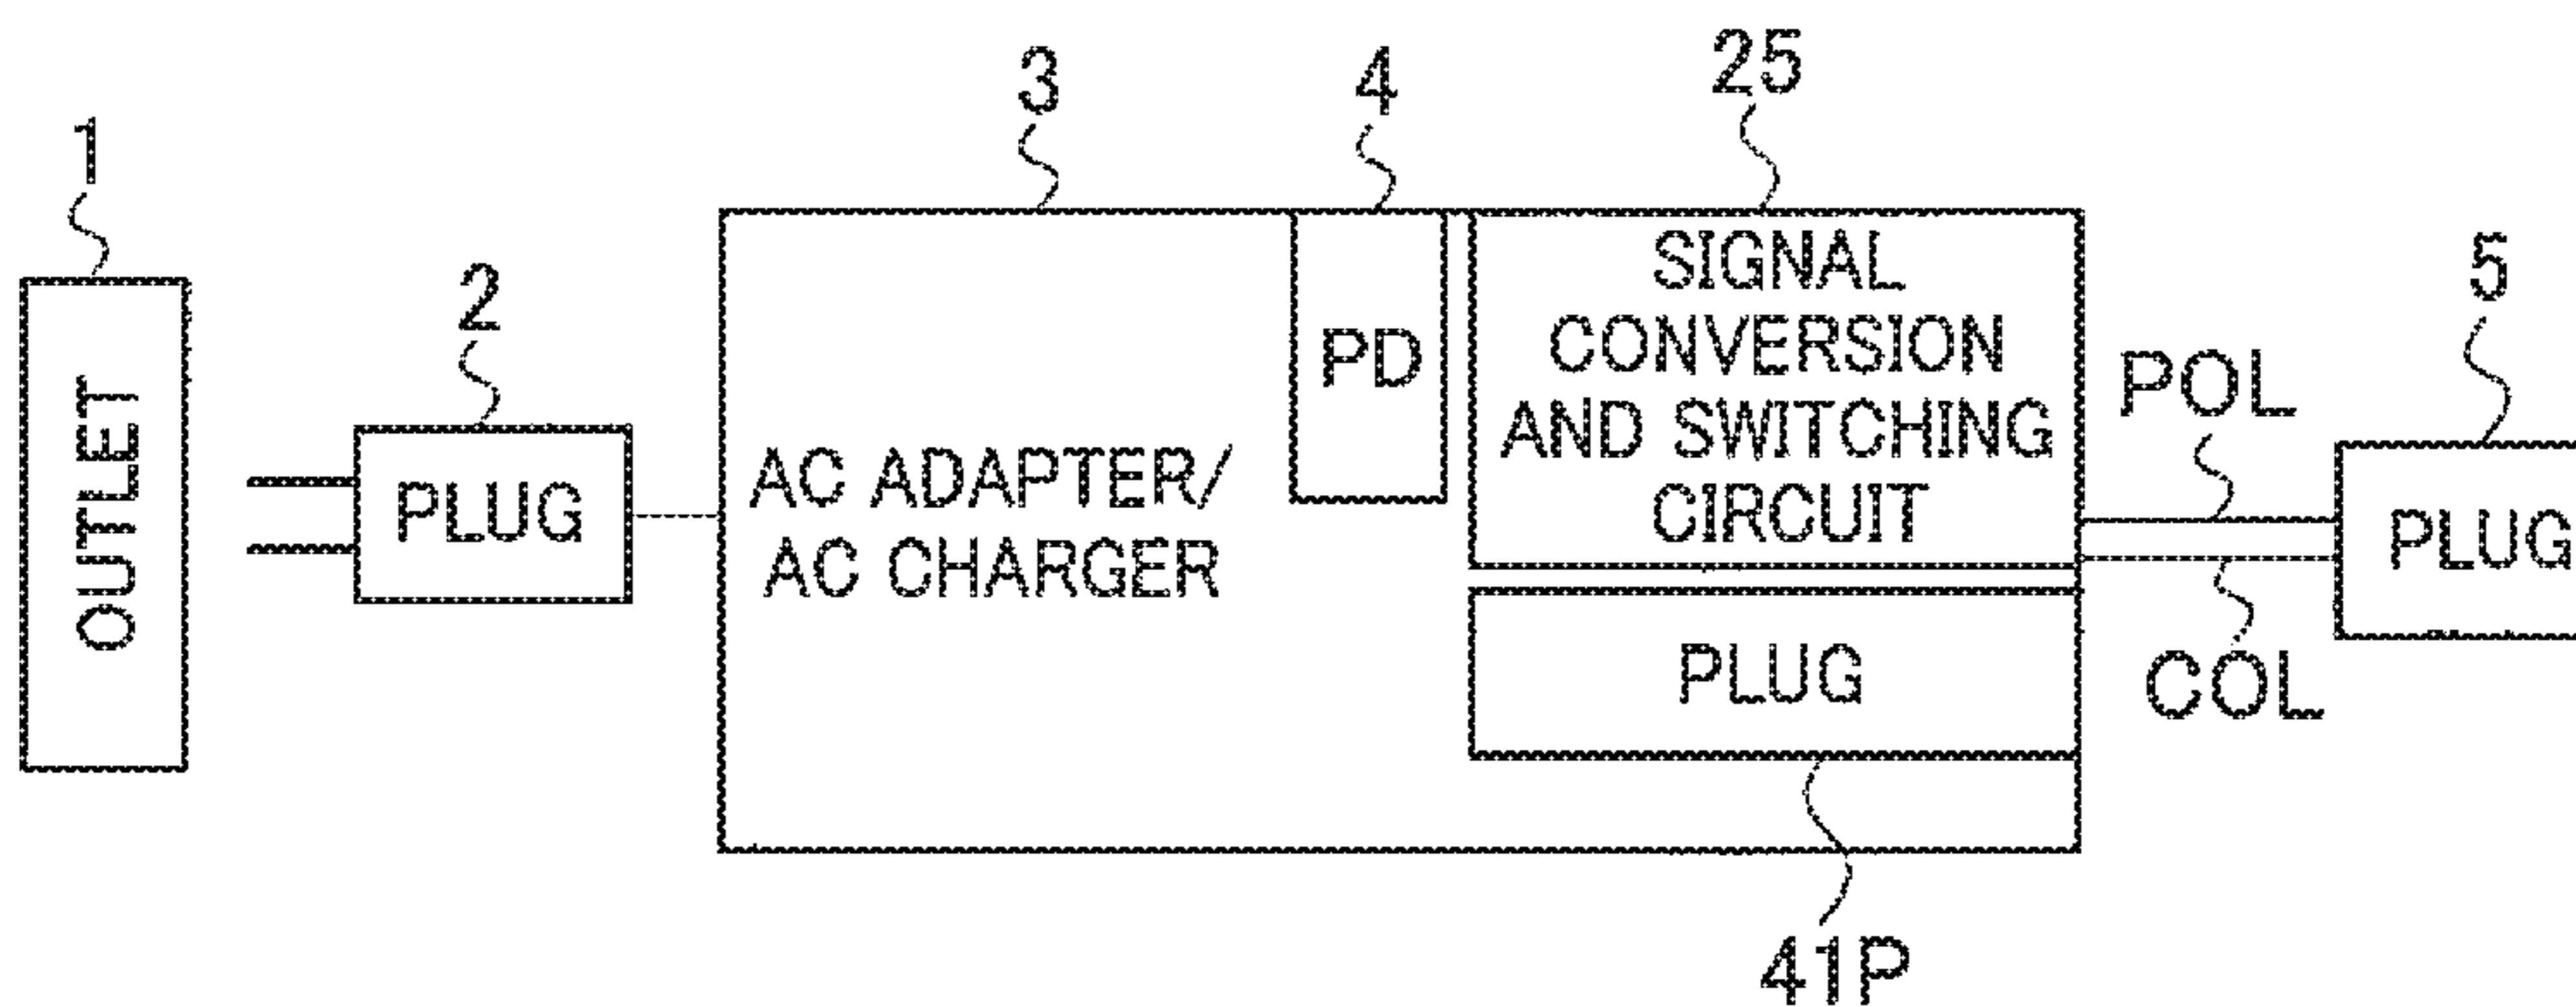 1
OUTLET
2
PLUG
3
AC ADAPTER/
AC CHARGER
4
PD
25
SIGNAL
CONVERSION
AND SWITCHING
CIRCUIT
PLUG
41P
POL
COL
5
PLUG